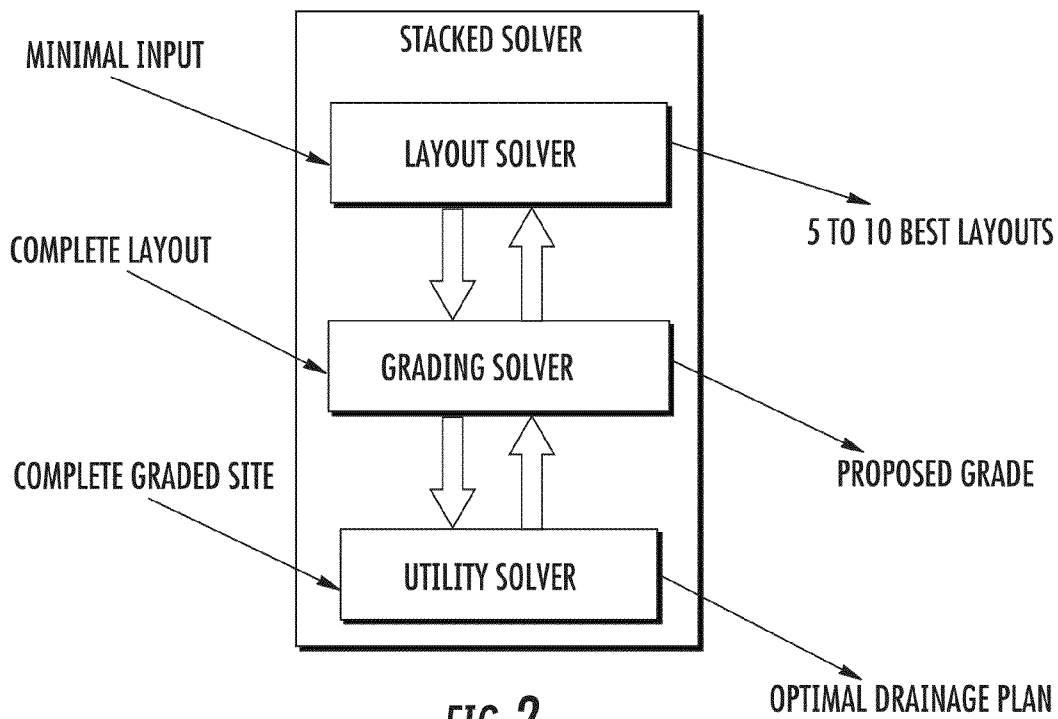 STACKED SOLVER
MINIMAL INPUT
LAYOUT SOLVER
5 TO 10 BEST LAYOUTS
COMPLETE LAYOUT
GRADING SOLVER
PROPOSED GRADE
COMPLETE GRADED SITE
UTILITY SOLVER
OPTIMAL DRAINAGE PLAN
FIG. 2